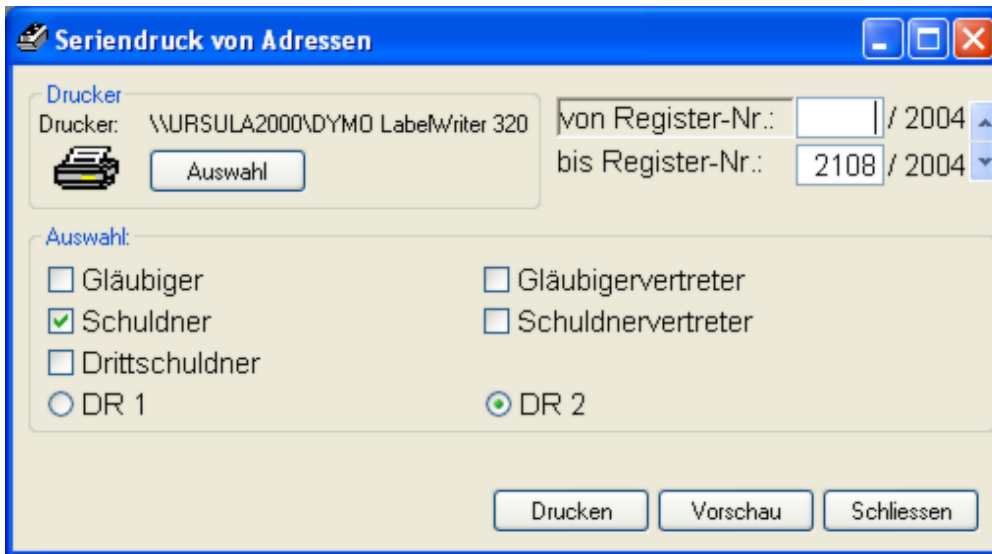 Seriendruck von Adressen
Drucker
Drucker: \\URSULA2000\DYMO LabelWriter 320
Auswahl
von Register-Nr.: / 2004
bis Register-Nr.: 2108 / 2004
Auswahl:
Gläubiger Gläubigervertreter
Schuldner Schuldnervertreter
Drittschuldner
DR 1 DR 2
Drucken Vorschau Schliessen